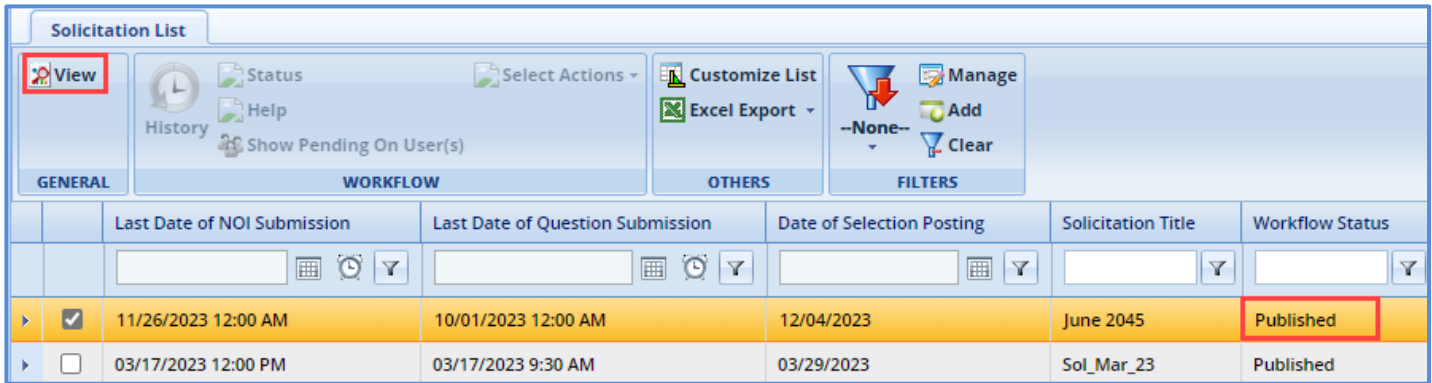 Solicitation List
View
History
Status
Help
Show Pending On User(s)
Select Actions
Customize List
Excel Export
--None--
Manage
Add
Clear
GENERAL WORKFLOW OTHERS FILTERS
Last Date of NOI Submission Last Date of Question Submission Date of Selection Posting Solicitation Title Workflow Status
11/26/2023 12:00 AM 10/01/2023 12:00 AM 12/04/2023 June 2045 Published
03/17/2023 12:00 PM 03/17/2023 9:30 AM 03/29/2023 Sol_Mar_23 Published